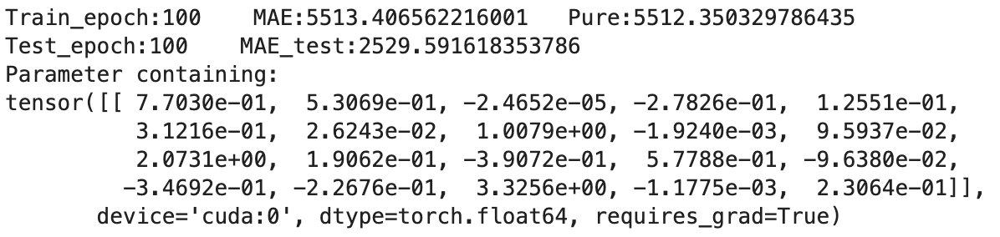 Train_epoch:100    MAE:5513.406562216001   Pure:5512.350329786435
Test_epoch:100    MAE_test:2529.591618353786
Parameter containing:
tensor([[ 7.7030e-01,  5.3069e-01, -2.4652e-05, -2.7826e-01,  1.2551e-01,
          3.1216e-01,  2.6243e-02,  1.0079e+00, -1.9240e-03,  9.5937e-02,
          2.0731e+00,  1.9062e-01, -3.9072e-01,  5.7788e-01, -9.6380e-02,
         -3.4692e-01, -2.2676e-01,  3.3256e+00, -1.1775e-03,  2.3064e-01]],
       device='cuda:0', dtype=torch.float64, requires_grad=True)